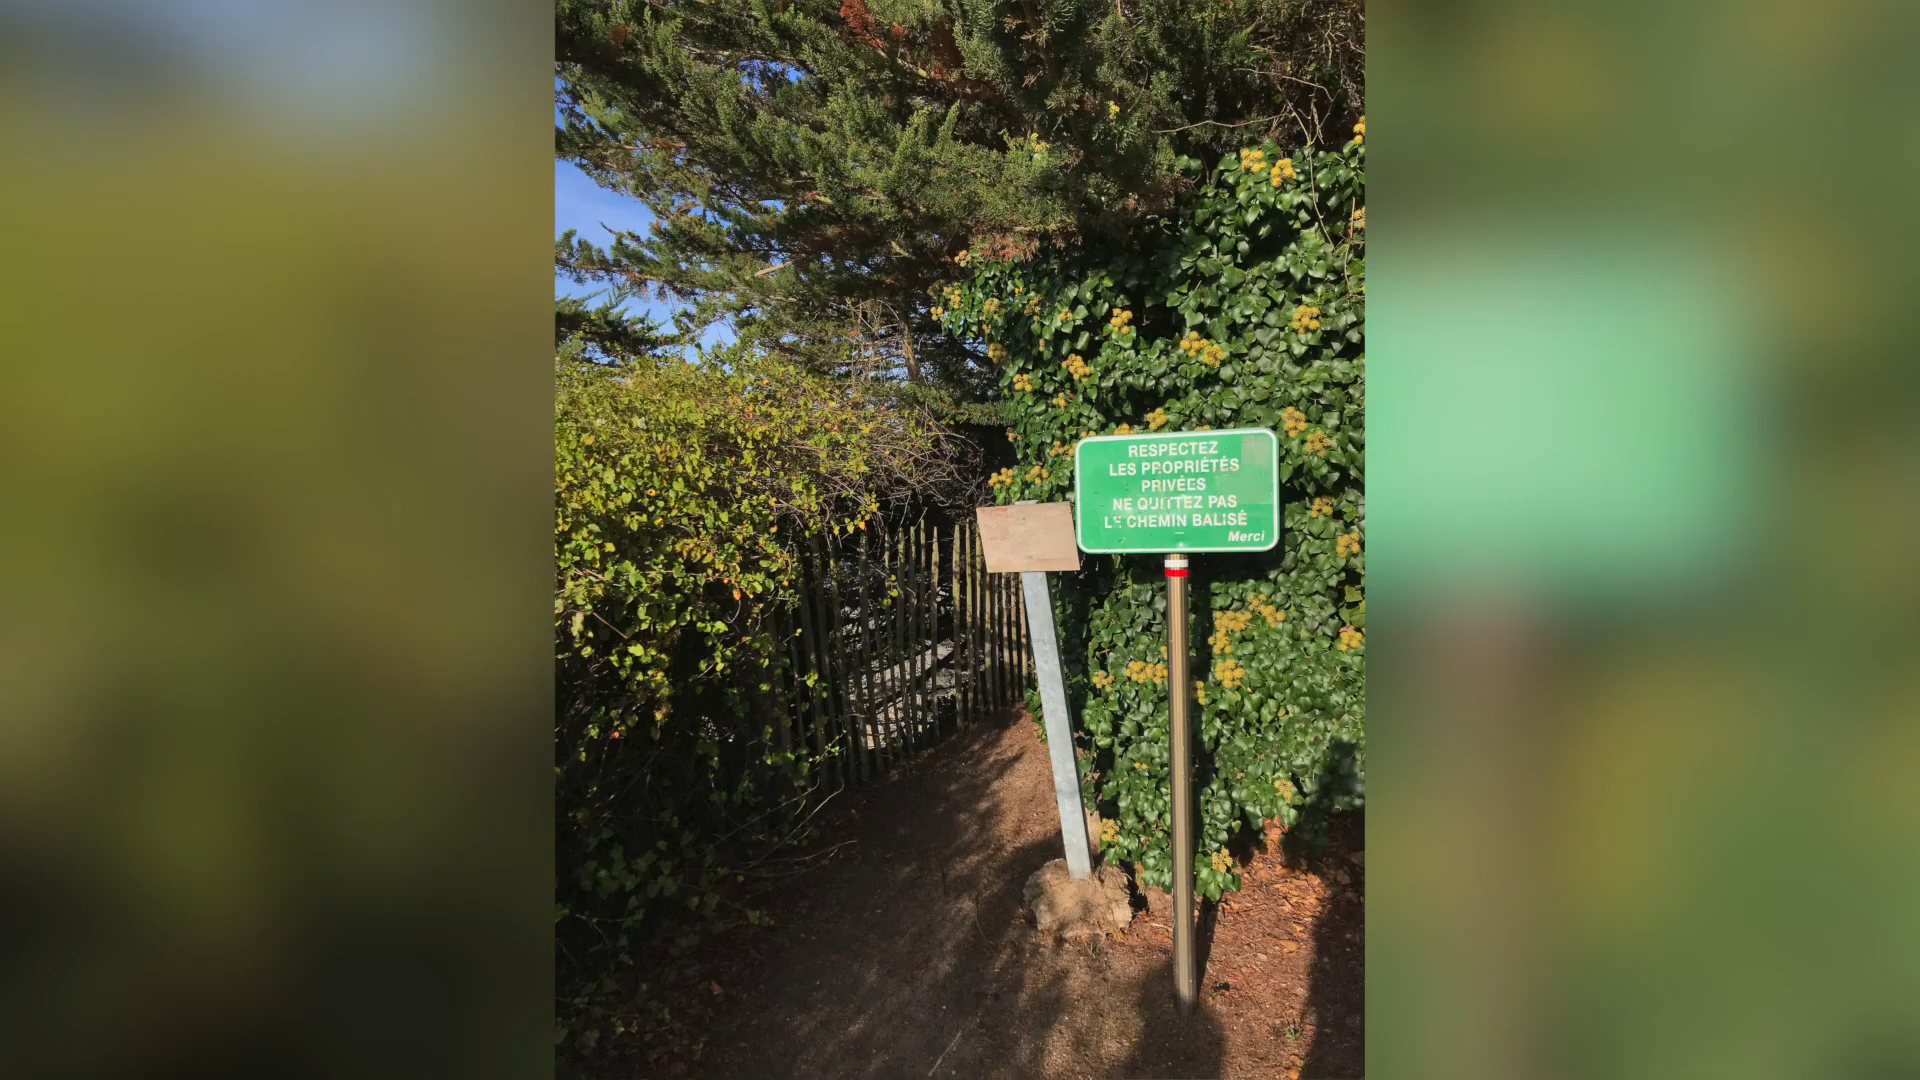 RESPECTEZ
LES PROPRIÉTÉS
PRIVÉES
NE QUITTEZ PAS
LE CHEMIN BALISÉ
Merci